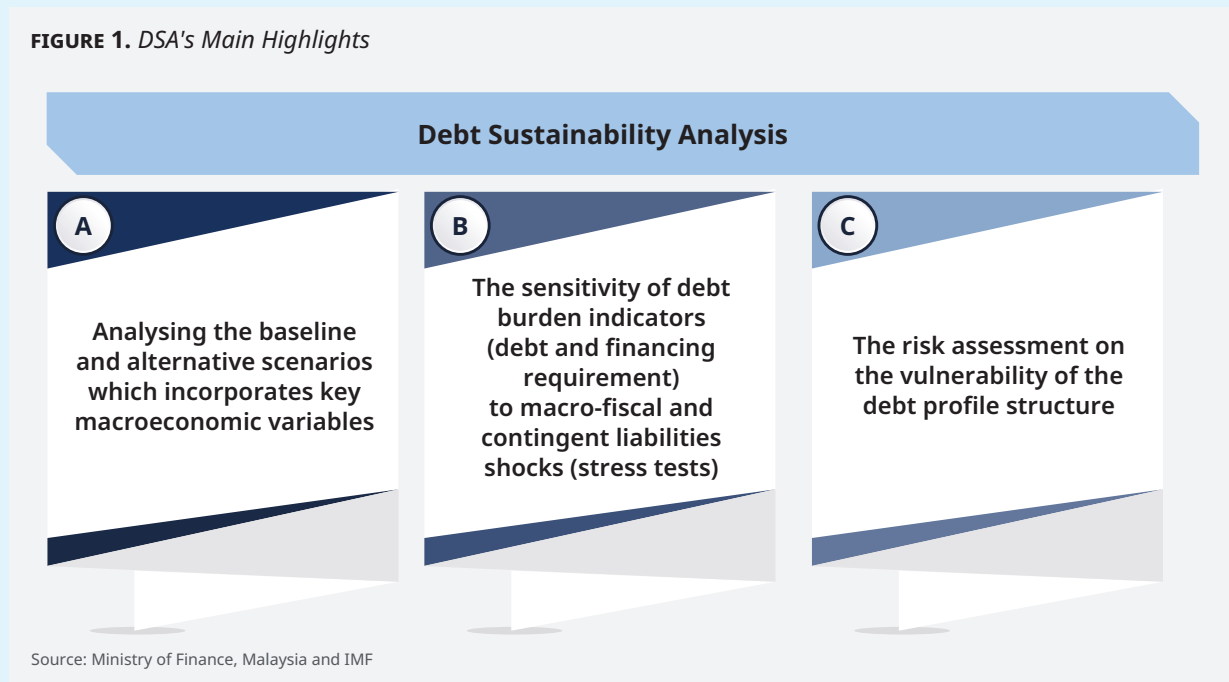 FIGURE 1. DSA's Main Highlights
Debt Sustainability Analysis
A
Analysing the baseline
and alternative scenarios
which incorporates key
macroeconomic variables
B
The sensitivity of debt
burden indicators
(debt and financing
requirement)
to macro-fiscal and
contingent liabilities
shocks (stress tests)
C
The risk assessment on
the vulnerability of the
debt profile structure
Source: Ministry of Finance, Malaysia and IMF